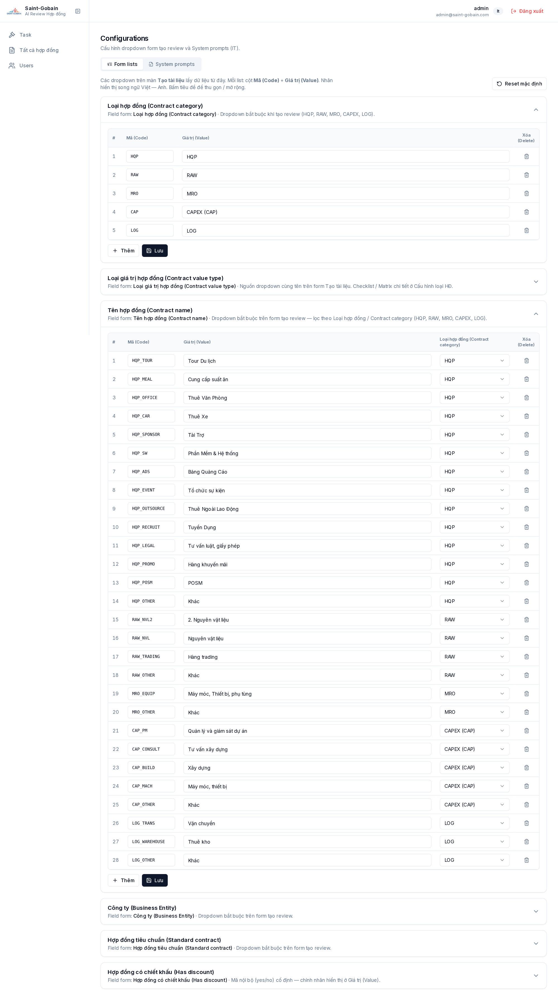 SAINT-GOBAIN
Saint-Gobain
AI Review Hợp đồng
admin
admin@saint-gobain.com
It
Đăng xuất
Task
Tất cả hợp đồng
Users
Configurations
Cấu hình dropdown form tạo review và System prompts (IT).
Form lists
System prompts
Các dropdown trên màn Tạo tài liệu lấy dữ liệu từ đây. Mỗi list: cột Mã (Code) + Giá trị (Value). Nhãn
hiển thị song ngữ Việt — Anh. Bấm tiêu đề để thu gọn / mở rộng.
Reset mặc định
Loại hợp đồng (Contract category)
Field form: Loại hợp đồng (Contract category) · Dropdown bắt buộc khi tạo review (HQP, RAW, MRO, CAPEX, LOG).
# Mã (Code) Giá trị (Value) Xóa (Delete)
1 HQP HQP
2 RAW RAW
3 MRO MRO
4 CAP CAPEX (CAP)
5 LOG LOG
Thêm Lưu
Loại giá trị hợp đồng (Contract value type)
Field form: Loại giá trị hợp đồng (Contract value type) · Nguồn dropdown cùng tên trên form Tạo tài liệu. Checklist / Matrix chi tiết ở Cấu hình loại HĐ.
Tên hợp đồng (Contract name)
Field form: Tên hợp đồng (Contract name) · Dropdown bắt buộc trên form tạo review — lọc theo Loại hợp đồng / Contract category (HQP, RAW, MRO, CAPEX, LOG).
# Mã (Code) Giá trị (Value) Loại hợp đồng (Contract category) Xóa (Delete)
1 HQP_TOUR Tour Du lịch HQP
2 HQP_MEAL Cung cấp suất ăn HQP
3 HQP_OFFICE Thuê Văn Phòng HQP
4 HQP_CAR Thuê Xe HQP
5 HQP_SPONSOR Tài Trợ HQP
6 HQP_SW Phần Mềm & Hệ thống HQP
7 HQP_ADS Bảng Quảng Cáo HQP
8 HQP_EVENT Tổ chức sự kiện HQP
9 HQP_OUTSOURCE Thuê Ngoài Lao Động HQP
10 HQP_RECRUIT Tuyển Dụng HQP
11 HQP_LEGAL Tư vấn luật, giấy phép HQP
12 HQP_PROMO Hàng khuyến mãi HQP
13 HQP_POSM POSM HQP
14 HQP_OTHER Khác HQP
15 RAW_NVL2 2. Nguyên vật liệu RAW
16 RAW_NVL Nguyên vật liệu RAW
17 RAW_TRADING Hàng trading RAW
18 RAW_OTHER Khác RAW
19 MRO_EQUIP Máy móc, Thiết bị, phụ tùng MRO
20 MRO_OTHER Khác MRO
21 CAP_PM Quản lý và giám sát dự án CAPEX (CAP)
22 CAP_CONSULT Tư vấn xây dựng CAPEX (CAP)
23 CAP_BUILD Xây dựng CAPEX (CAP)
24 CAP_MACH Máy móc, thiết bị CAPEX (CAP)
25 CAP_OTHER Khác CAPEX (CAP)
26 LOG_TRANS Vận chuyển LOG
27 LOG_WAREHOUSE Thuê kho LOG
28 LOG_OTHER Khác LOG
Thêm Lưu
Công ty (Business Entity)
Field form: Công ty (Business Entity) · Dropdown bắt buộc trên form tạo review.
Hợp đồng tiêu chuẩn (Standard contract)
Field form: Hợp đồng tiêu chuẩn (Standard contract) · Dropdown bắt buộc trên form tạo review.
Hợp đồng có chiết khấu (Has discount)
Field form: Hợp đồng có chiết khấu (Has discount) · Mã nội bộ (yes/no) cố định — chỉnh nhãn hiển thị ở Giá trị (Value).